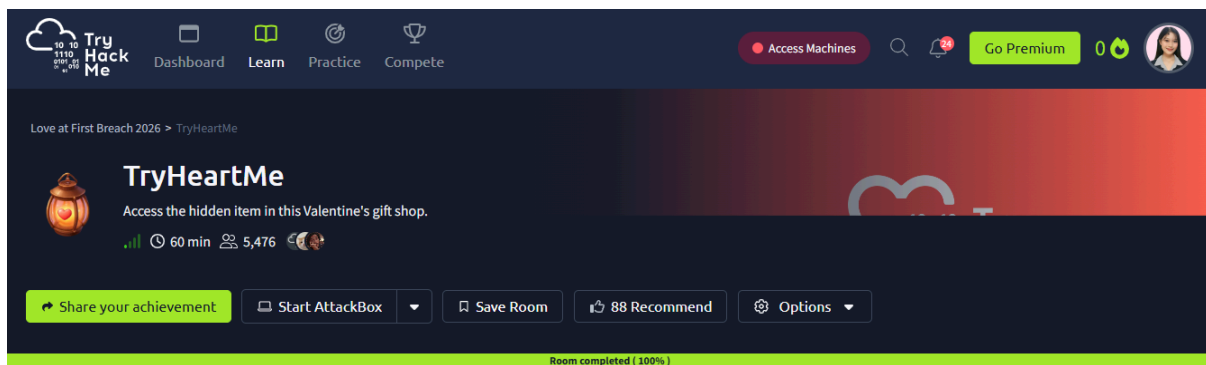 Try
Hack
Me
Dashboard
Learn
Practice
Compete
Access Machines
24
Go Premium
0
Love at First Breach 2026 > TryHeartMe
TryHeartMe
Access the hidden item in this Valentine's gift shop.
60 min 5,476
Share your achievement
Start AttackBox
Save Room
88 Recommend
Options
Room completed ( 100% )